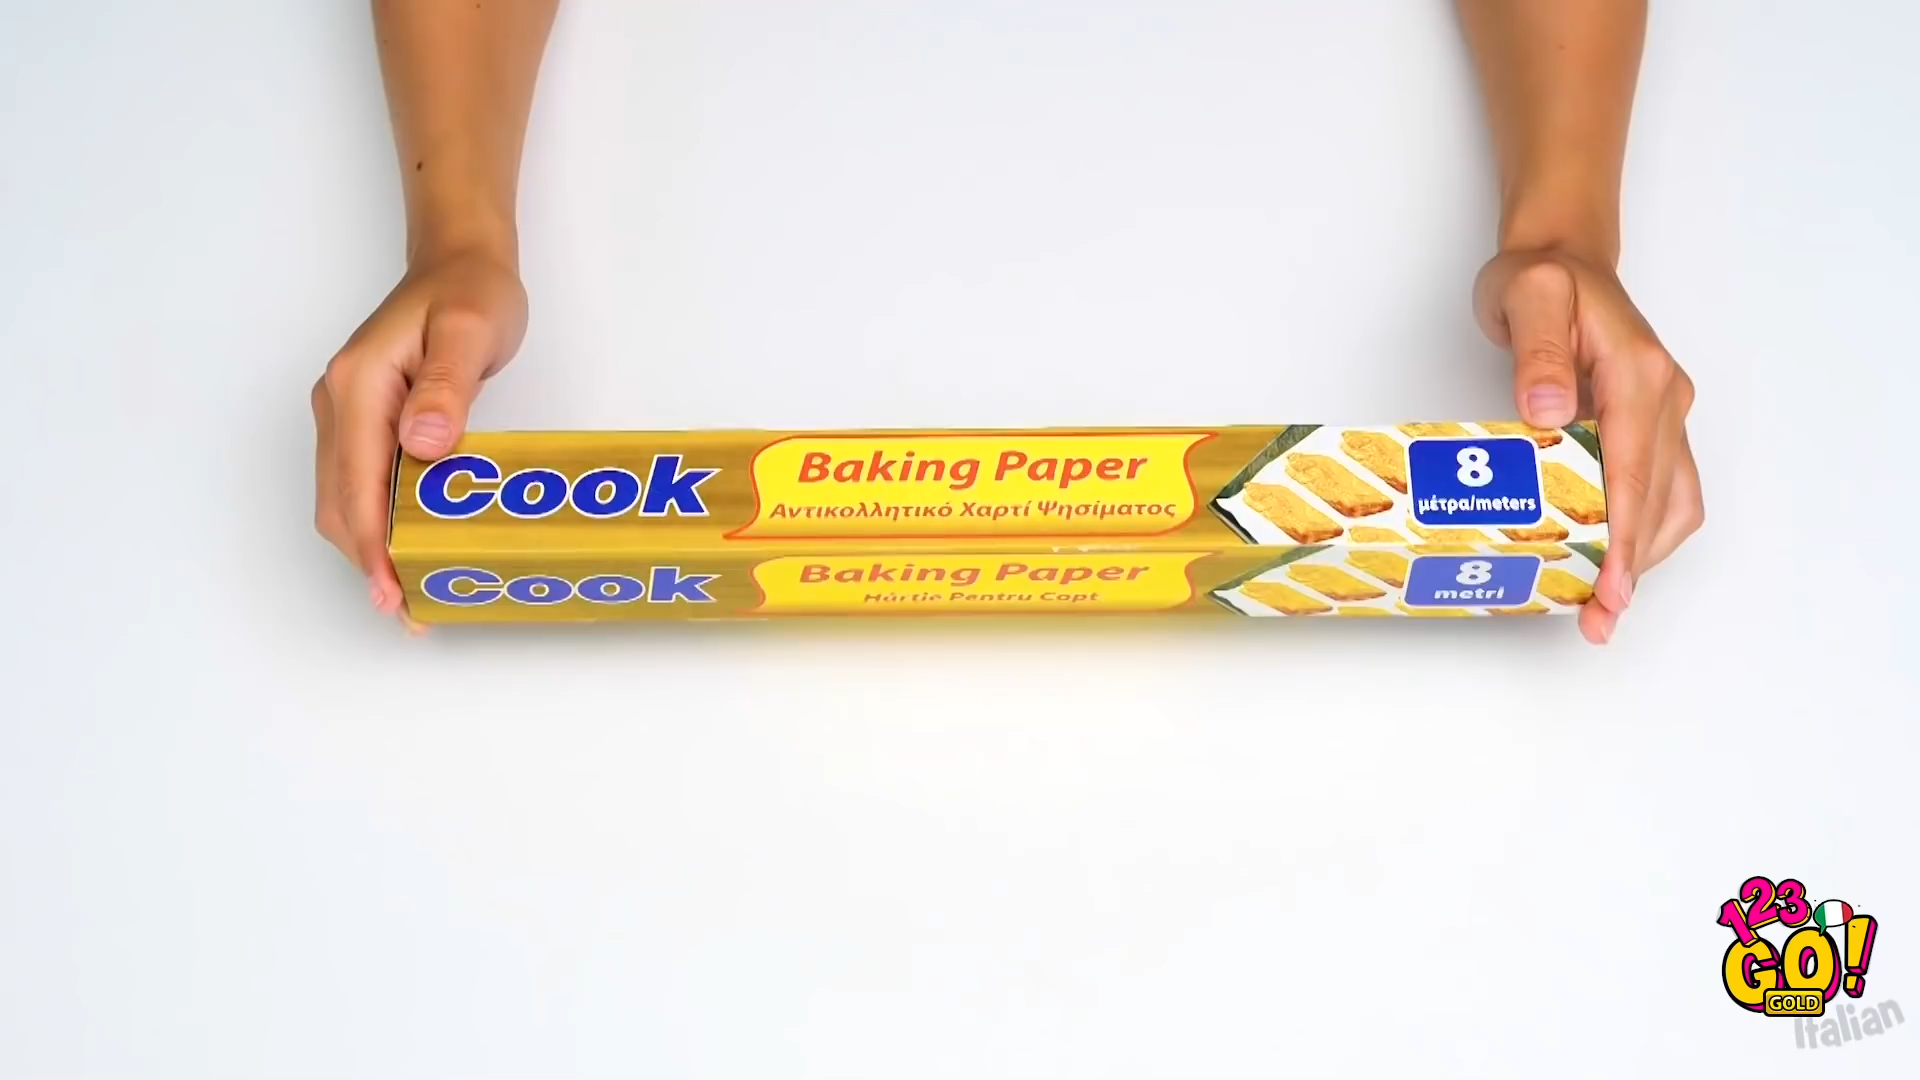 Cook
Baking Paper
Αντικολλητικό Χαρτί Ψησίματος
8
μέτρα/meters
Cook
Baking Paper
Hârtie Pentru Copt
8
metri
123
GO!
GOLD
Italian